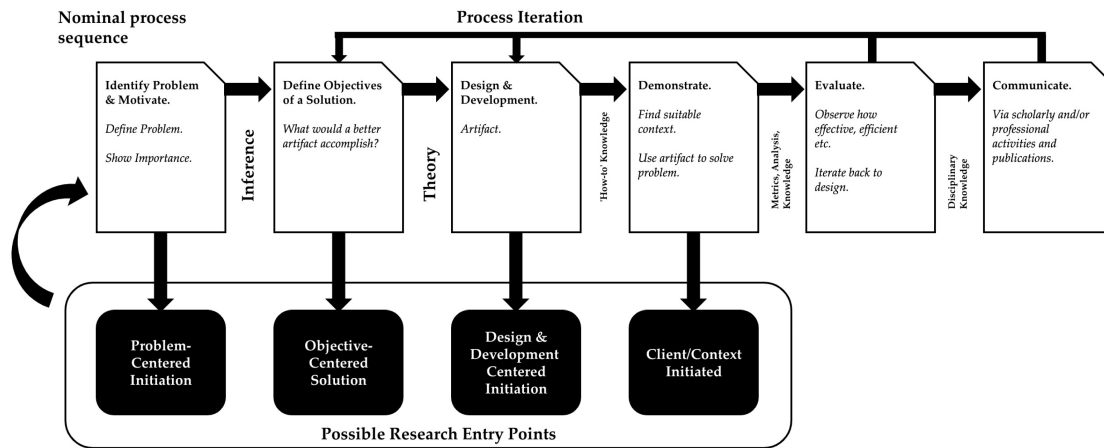 Nominal process
sequence
Process Iteration
Identify Problem
& Motivate.
Define Problem.
Show Importance.
Inference
Define Objectives
of a Solution.
What would a better
artifact accomplish?
Theory
Design &
Development.
Artifact.
'How-to' Knowledge
Demonstrate.
Find suitable
context.
Use artifact to solve
problem.
Metrics, Analysis,
Knowledge
Evaluate.
Observe how
effective, efficient
etc.
Iterate back to
design.
Disciplinary
Knowledge
Communicate.
Via scholarly and/or
professional
activities and
publications.
Problem-
Centered
Initiation
Objective-
Centered
Solution
Design &
Development
Centered
Initiation
Client/Context
Initiated
Possible Research Entry Points